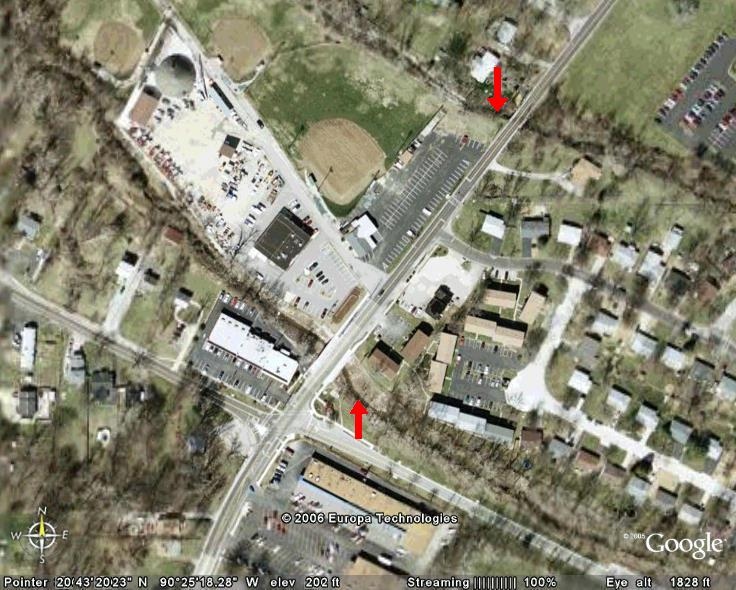 N
W E
S
© 2006 Europa Technologies
© 2005 Google
Pointer 20°43'20.23" N 90°25'18.28" W elev 202 ft Streaming |||||||||| 100% Eye alt 1828 ft